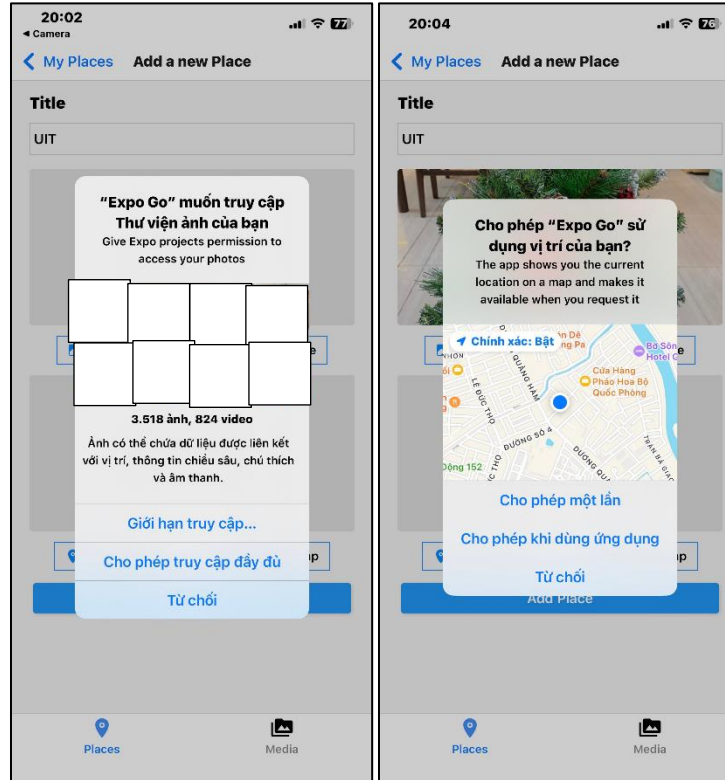 20:02
77
◀ Camera
My Places
Add a new Place
Title
UIT
“Expo Go” muốn truy cập
Thư viện ảnh của bạn
Give Expo projects permission to
access your photos
3.518 ảnh, 824 video
Ảnh có thể chứa dữ liệu được liên kết
với vị trí, thông tin chiều sâu, chú thích
và âm thanh.
Giới hạn truy cập...
Cho phép truy cập đầy đủ
Từ chối
Places
Media
20:04
76
My Places
Add a new Place
Title
UIT
Cho phép “Expo Go” sử
dụng vị trí của bạn?
The app shows you the current
location on a map and makes it
available when you request it
Chính xác: Bật
Hotel
LÊ ĐỨC THỌ
QUẢNG HÀM
Cửa Hàng
Pháo Hoa Bộ
Quốc Phòng
ĐƯỜNG SỐ 4
152
Cho phép một lần
Cho phép khi dùng ứng dụng
Từ chối
Add Place
Places
Media